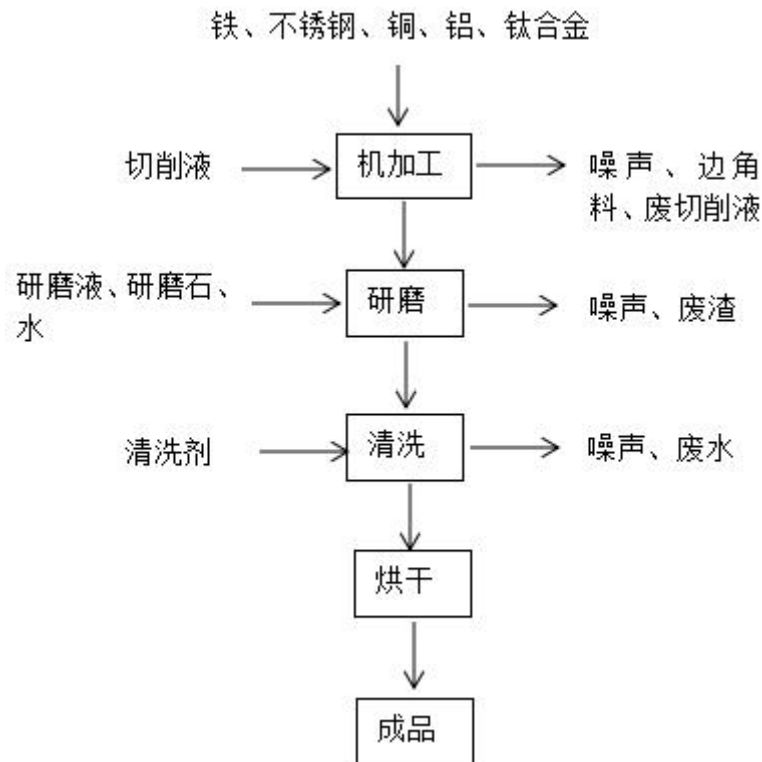 铁、不锈钢、铜、铝、钛合金
切削液
机加工
噪声、边角
料、废切削液
研磨液、研磨石、
水
研磨
噪声、废渣
清洗剂
清洗
噪声、废水
烘干
成品